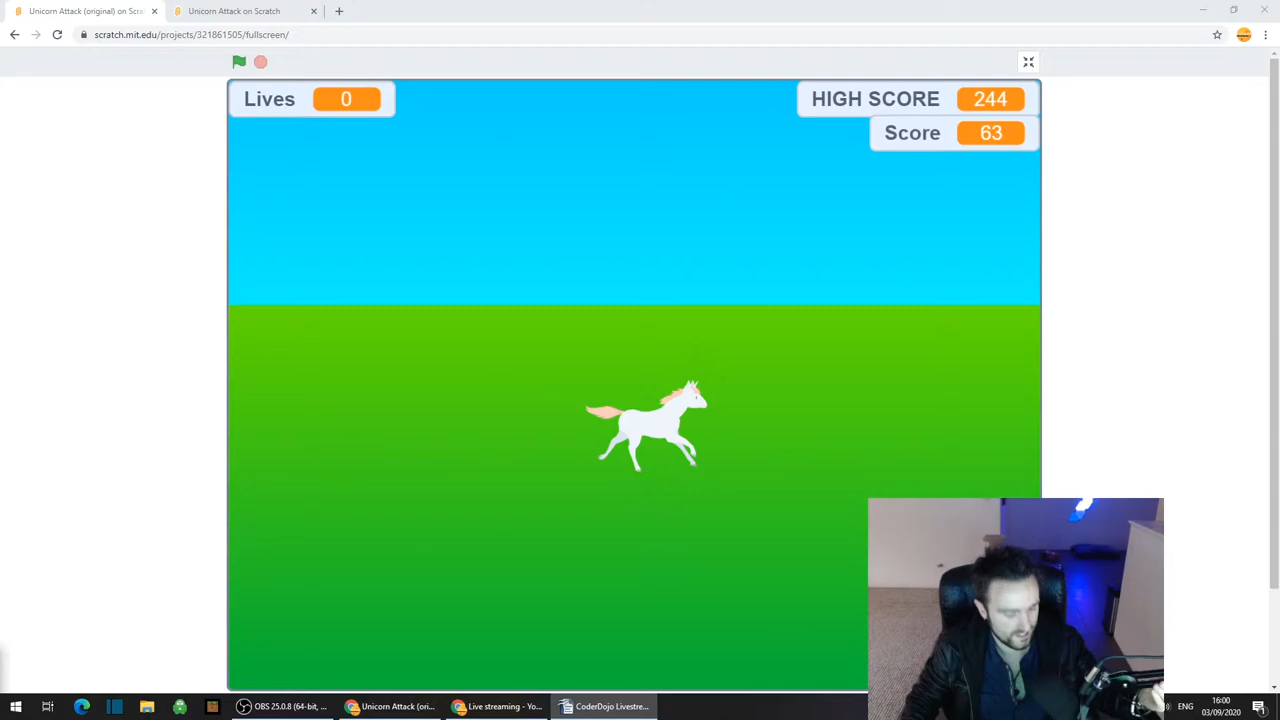 Unicorn Attack (original) on Scra
Unicorn Attack on Scratch
scratch.mit.edu/projects/321861505/fullscreen/
Lives 0
HIGH SCORE 244
Score 63
OBS 25.0.8 (64-bit, ...
Unicorn Attack (ori...
Live streaming - Yo...
CoderDojo Livestre...
ENG
16:00
03/09/2020
1